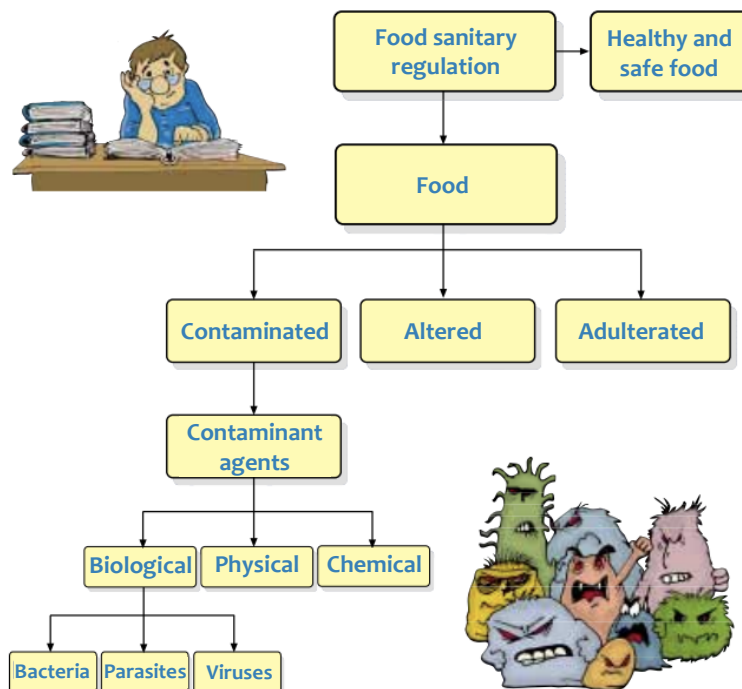 Food sanitary
regulation
Healthy and
safe food
Food
Contaminated
Altered
Adulterated
Contaminant
agents
Biological
Physical
Chemical
Bacteria
Parasites
Viruses